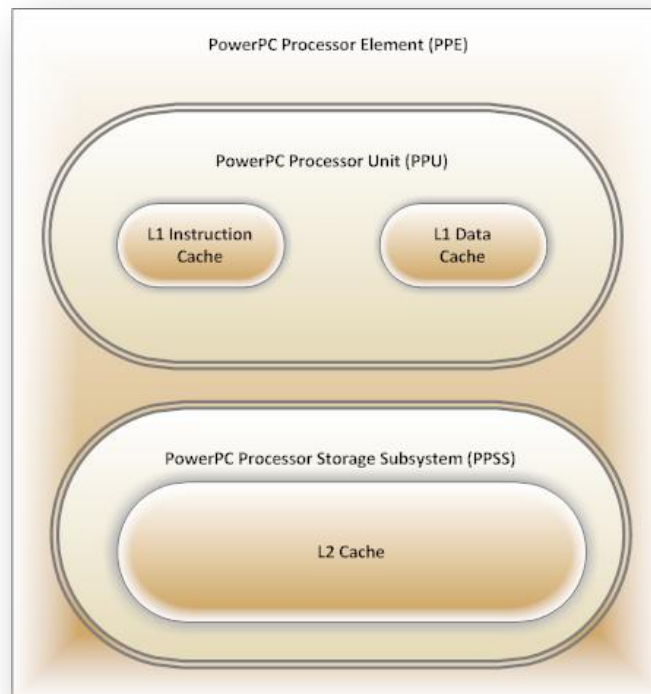 PowerPC Processor Element (PPE)
PowerPC Processor Unit (PPU)
L1 Instruction
Cache
L1 Data
Cache
PowerPC Processor Storage Subsystem (PPSS)
L2 Cache